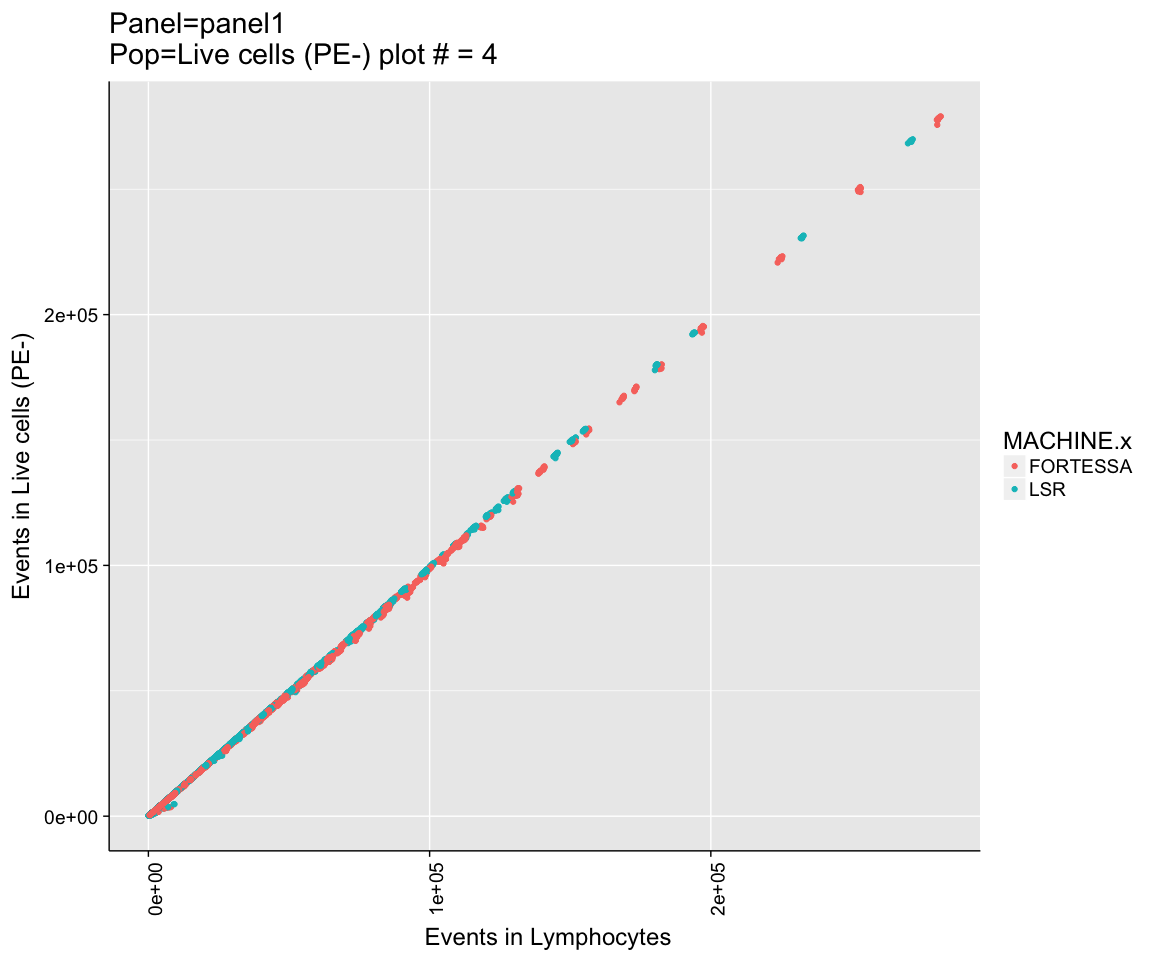 Panel=panel1
Pop=Live cells (PE-) plot # = 4
Events in Live cells (PE-)
2e+05
1e+05
0e+00
0e+00
1e+05
2e+05
Events in Lymphocytes
MACHINE.x
FORTESSA
LSR